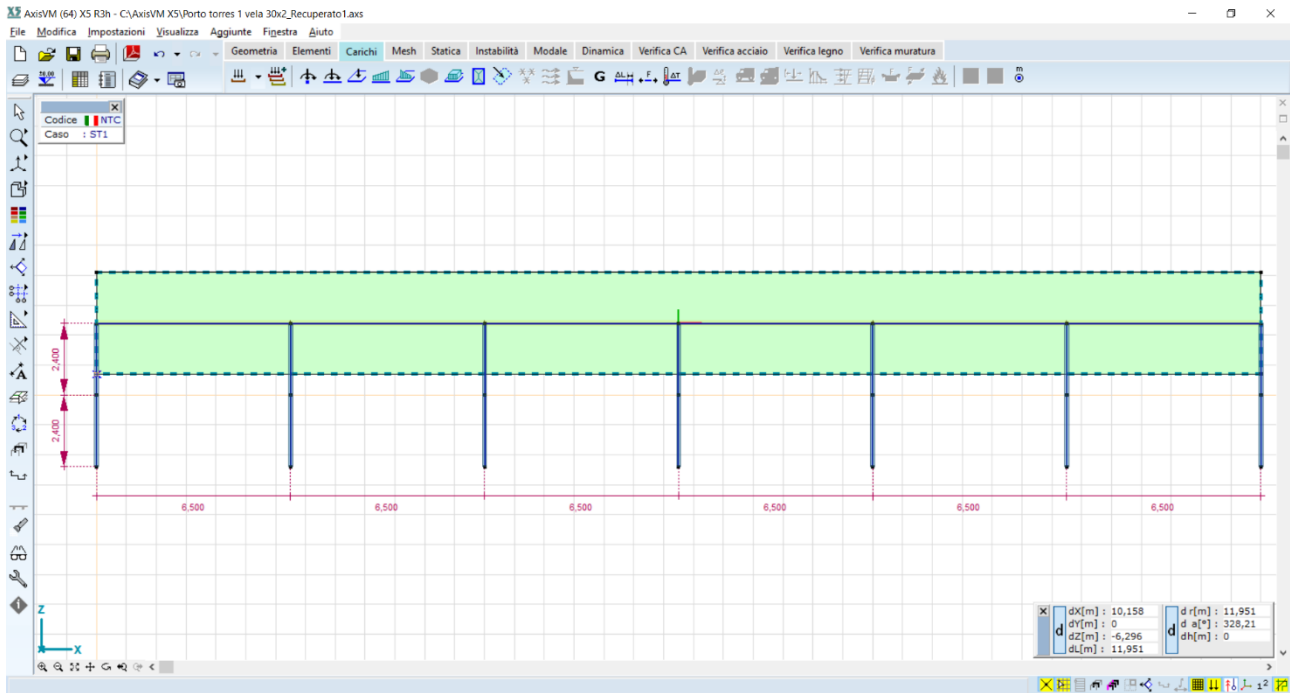 X5 AxisVM (64) X5 R3h - C:\AxisVM X5\Porto torres 1 vela 30x2_Recuperato1.axs
File Modifica Impostazioni Visualizza Aggiunte Finestra Aiuto
Geometria Elementi Carichi Mesh Statica Instabilità Modale Dinamica Verifica CA Verifica acciaio Verifica legno Verifica muratura
Codice NTC
Caso : ST1
2,400
2,400
6,500 6,500 6,500 6,500 6,500 6,500
Z
X
d
dX[m] : 10,158
dY[m] : 0
dZ[m] : -6,296
dL[m] : 11,951
d
d r[m] : 11,951
d a[°] : 328,21
dh[m] : 0